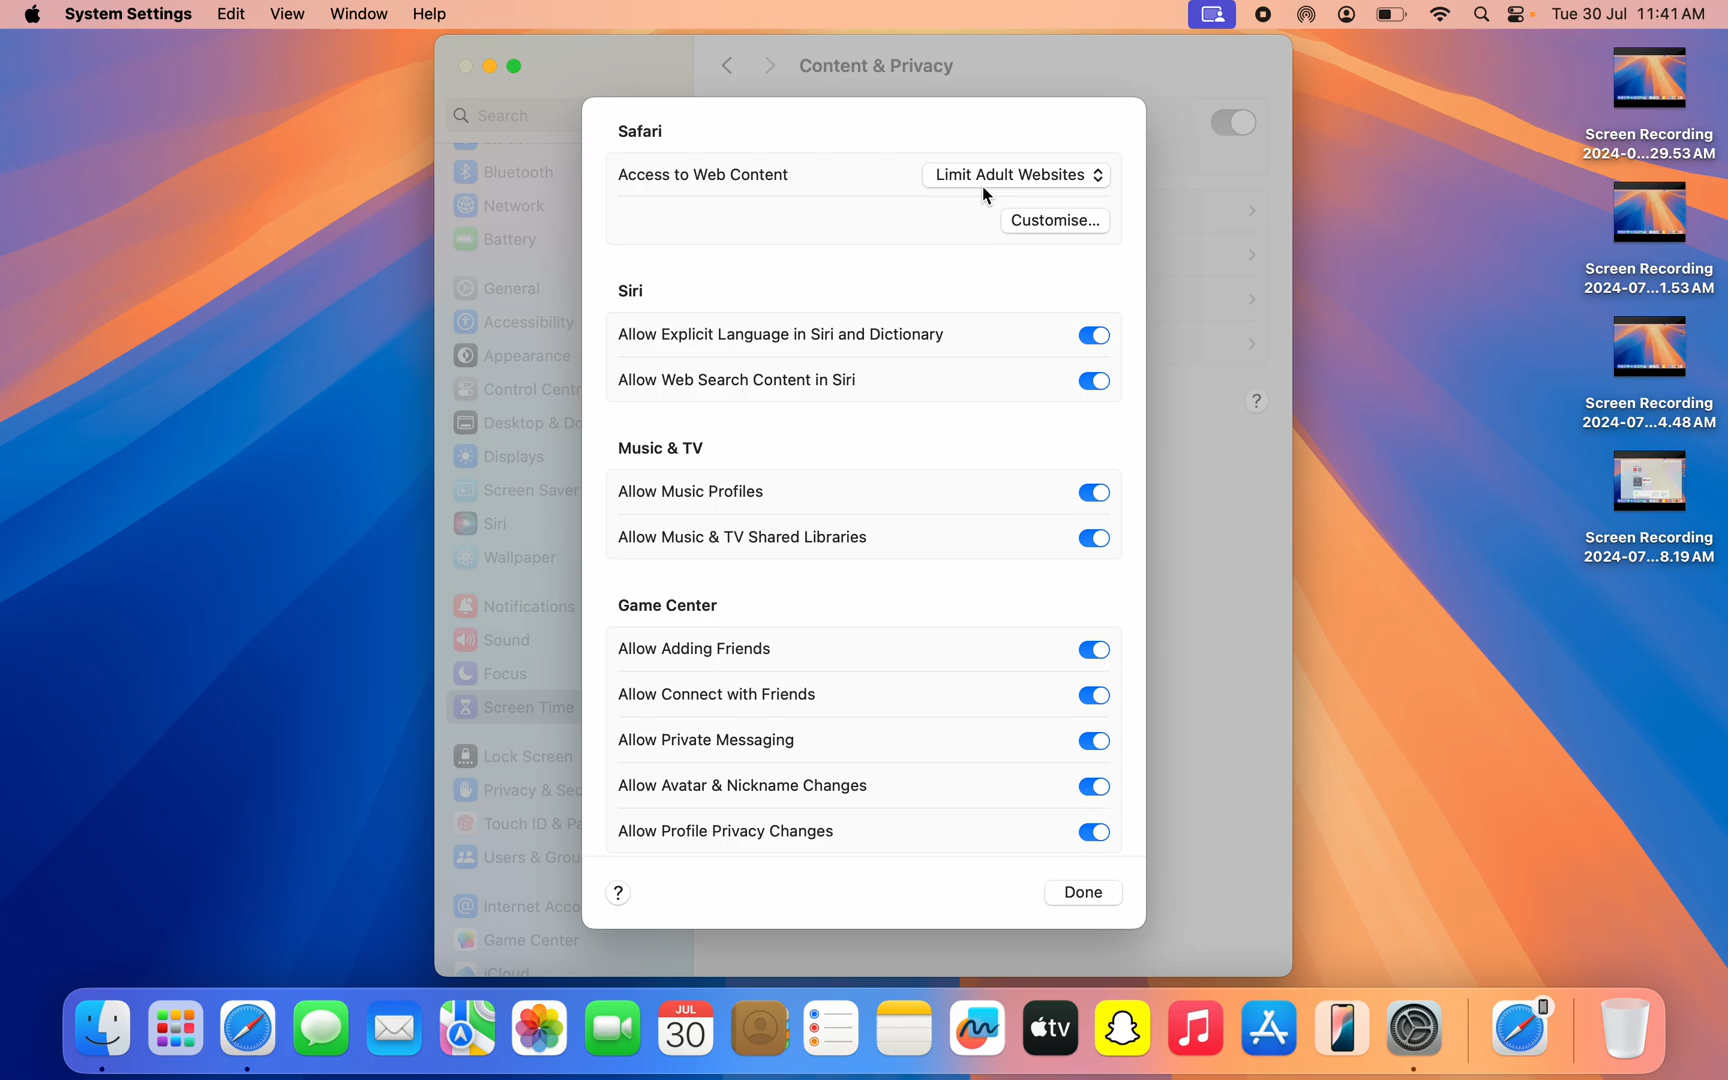 System Settings Edit View Window Help
Tue 30 Jul 11:41 AM
Content & Privacy
Search
Bluetooth
Network
Battery
General
Accessibility
Appearance
Control Cent
Desktop & Do
Displays
Screen Saver
Siri
Wallpaper
Notifications
Sound
Focus
Screen Time
Lock Screen
Privacy & Sec
Touch ID & Pa
Users & Grou
Internet Acco
Game Center
iCloud
Safari
Access to Web Content
Limit Adult Websites
Customise...
Siri
Allow Explicit Language in Siri and Dictionary
Allow Web Search Content in Siri
Music & TV
Allow Music Profiles
Allow Music & TV Shared Libraries
Game Center
Allow Adding Friends
Allow Connect with Friends
Allow Private Messaging
Allow Avatar & Nickname Changes
Allow Profile Privacy Changes
?
Done
?
Screen Recording
2024-0...29.53 AM
Screen Recording
2024-07...1.53 AM
Screen Recording
2024-07...4.48 AM
Screen Recording
2024-07...8.19 AM
JUL
30
tv